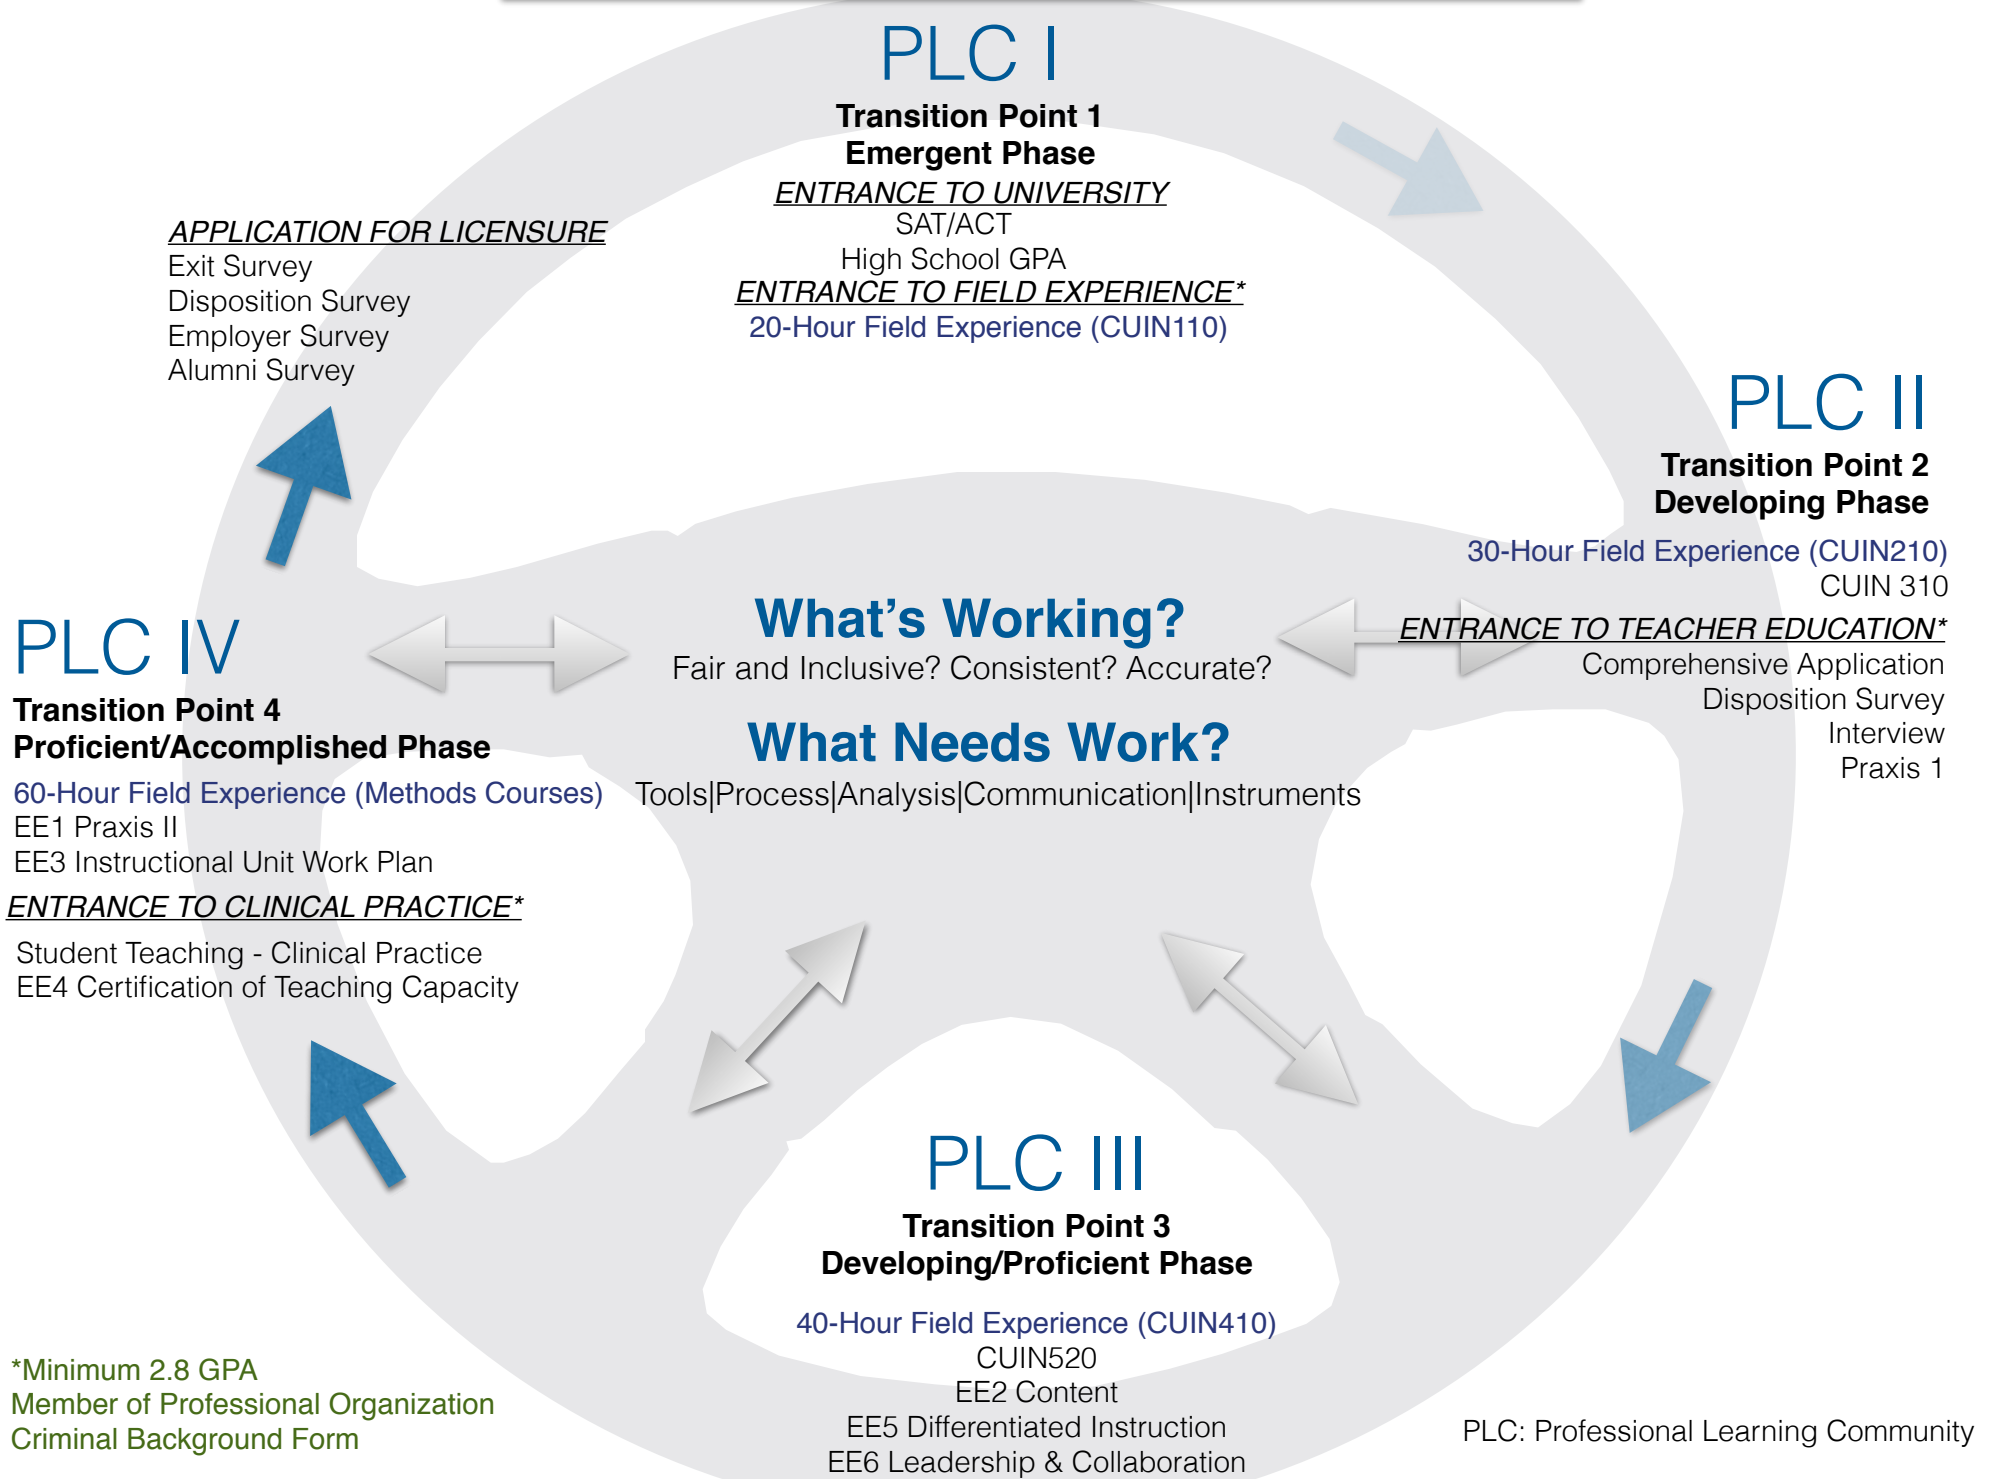 PLC I
Transition Point 1
Emergent Phase
ENTRANCE TO UNIVERSITY
SAT/ACT
High School GPA
ENTRANCE TO FIELD EXPERIENCE*
20-Hour Field Experience (CUIN110)
APPLICATION FOR LICENSURE
Exit Survey
Disposition Survey
Employer Survey
Alumni Survey
PLC II
Transition Point 2
Developing Phase
30-Hour Field Experience (CUIN210)
CUIN 310
ENTRANCE TO TEACHER EDUCATION*
Comprehensive Application
Disposition Survey
Interview
Praxis 1
What's Working?
Fair and Inclusive? Consistent? Accurate?
What Needs Work?
Tools|Process|Analysis|Communication|Instruments
PLC IV
Transition Point 4
Proficient/Accomplished Phase
60-Hour Field Experience (Methods Courses)
EE1 Praxis II
EE3 Instructional Unit Work Plan
ENTRANCE TO CLINICAL PRACTICE*
Student Teaching - Clinical Practice
EE4 Certification of Teaching Capacity
PLC III
Transition Point 3
Developing/Proficient Phase
40-Hour Field Experience (CUIN410)
CUIN520
EE2 Content
EE5 Differentiated Instruction
EE6 Leadership & Collaboration
*Minimum 2.8 GPA
Member of Professional Organization
Criminal Background Form
PLC: Professional Learning Community